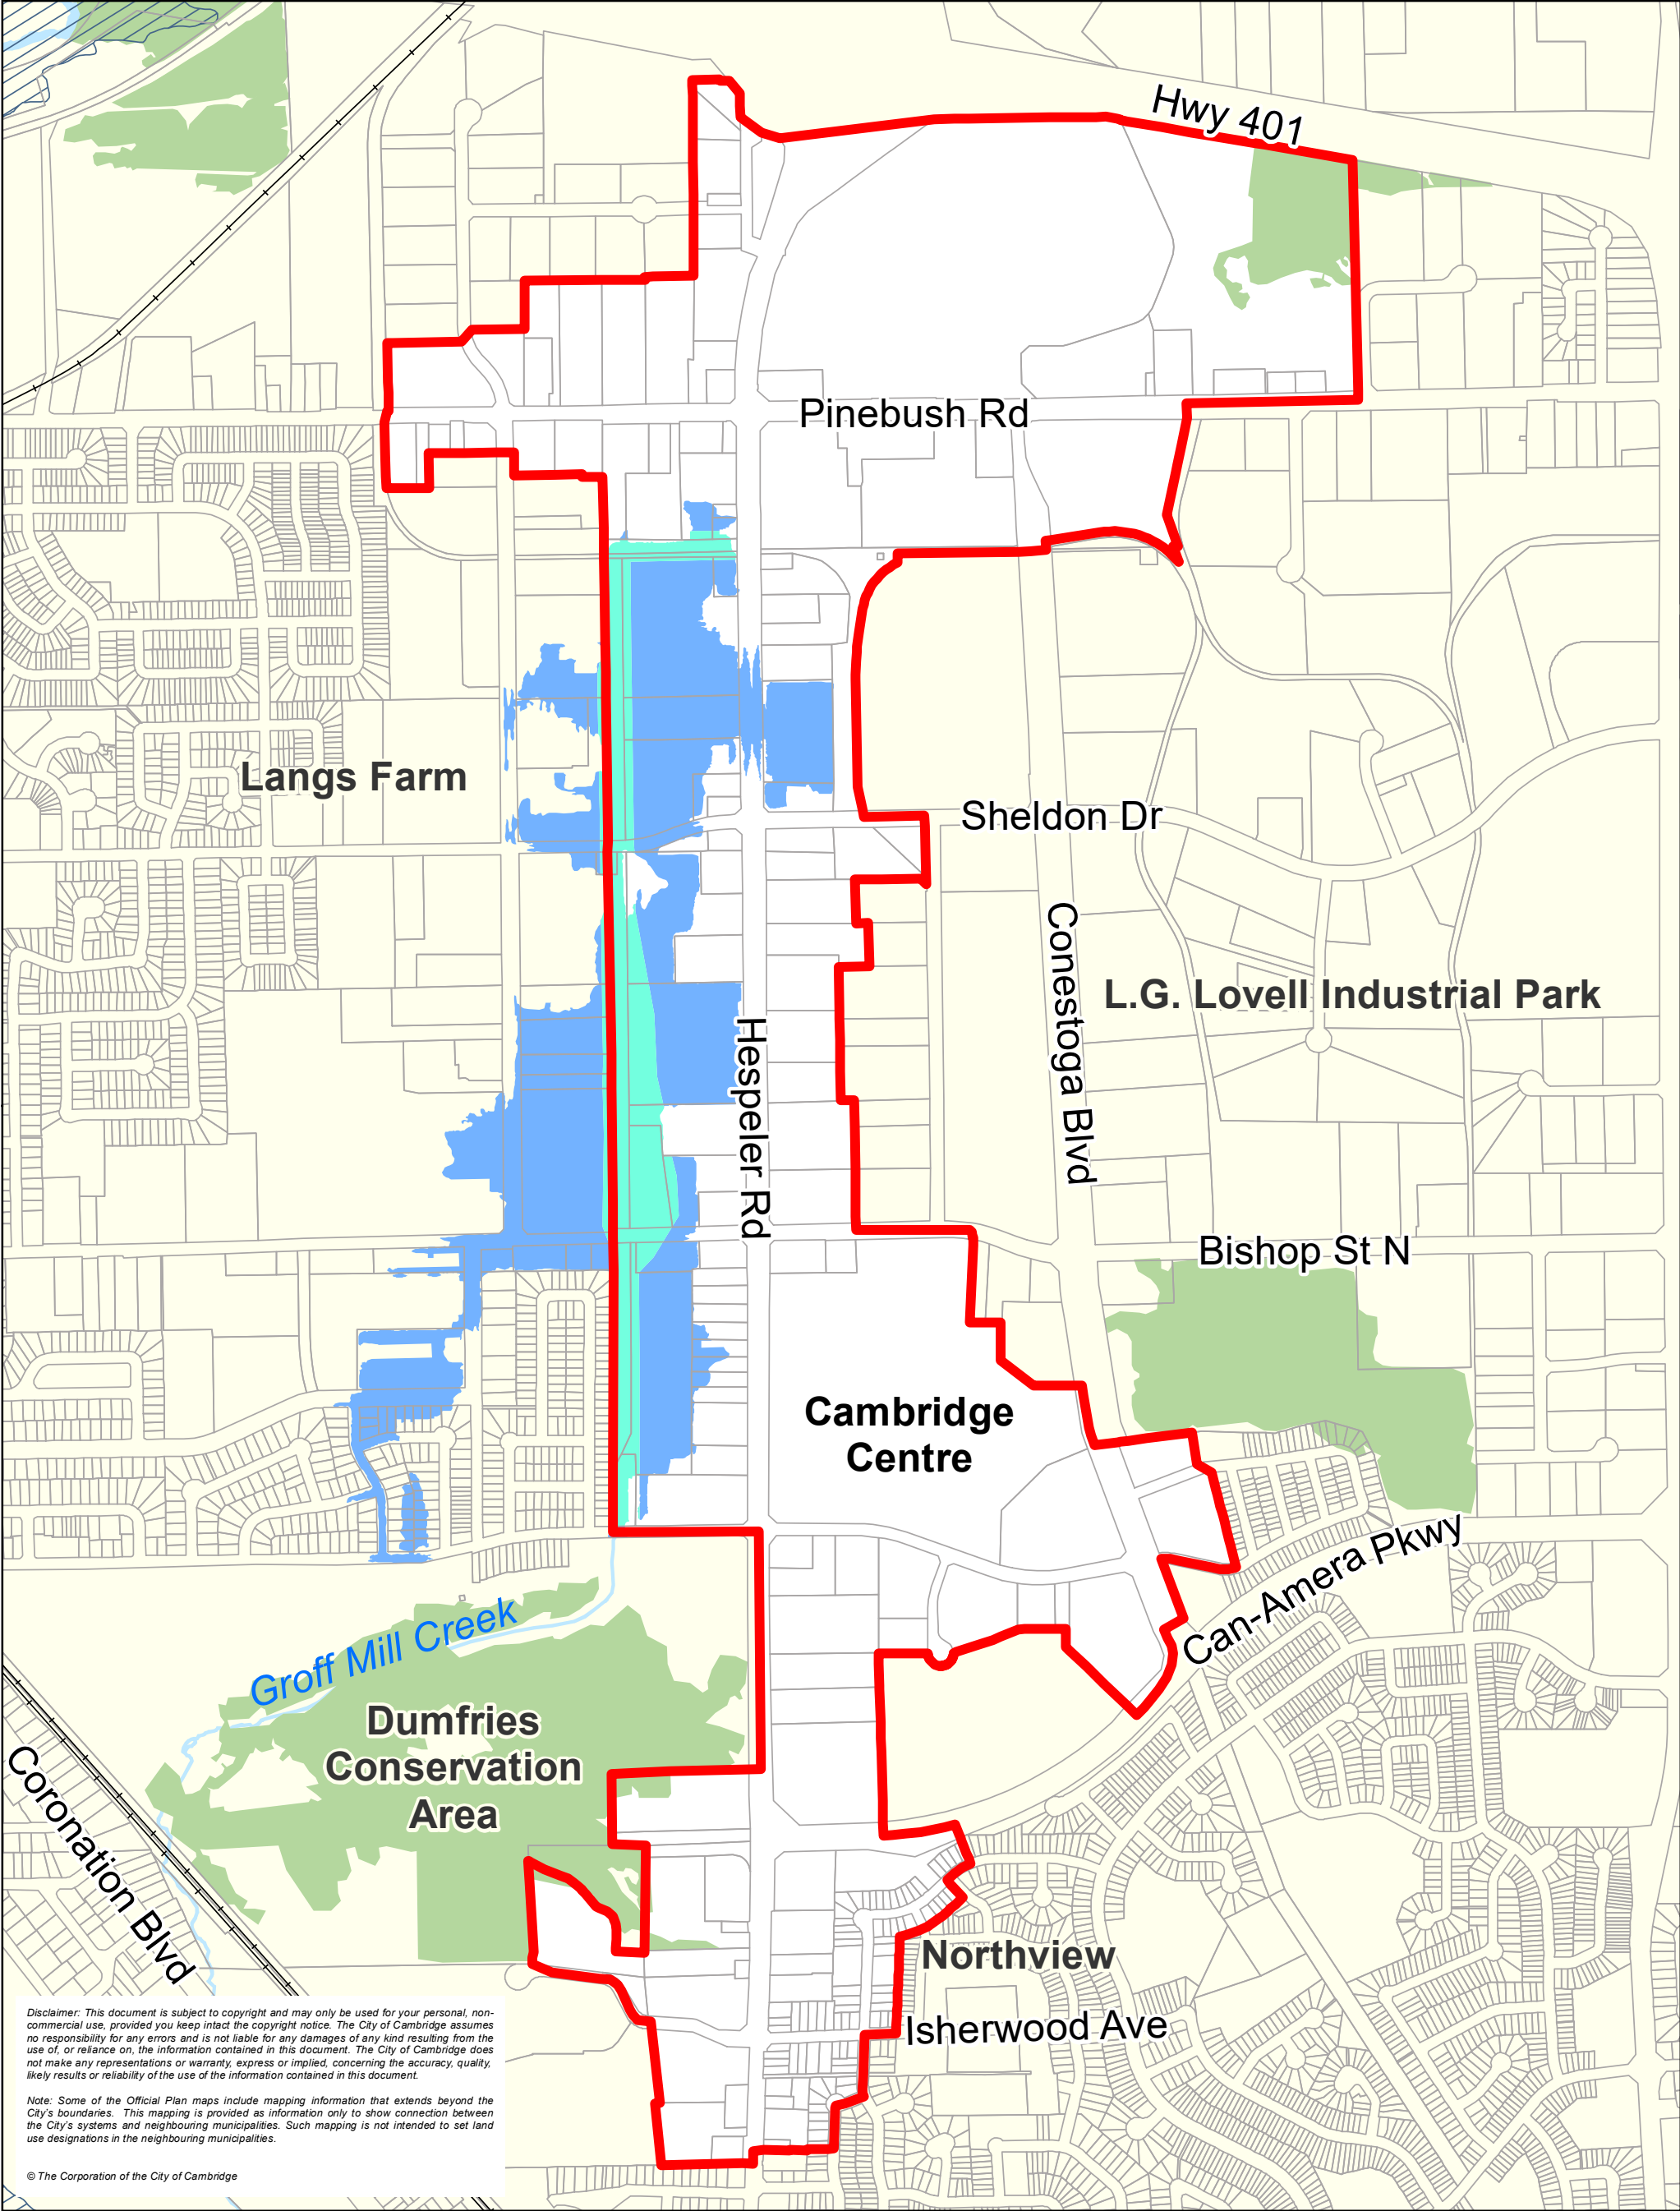 Hwy 401
Pinebush Rd
Langs Farm
Sheldon Dr
Conestoga Blvd
L.G. Lovell Industrial Park
Hespeler Rd
Bishop St N
Cambridge
Centre
Can-Amera Pkwy
Groff Mill Creek
Dumfries
Conservation
Area
Coronation Blvd
Northview
Isherwood Ave
Disclaimer: This document is subject to copyright and may only be used for your personal, non-
commercial use, provided you keep intact the copyright notice. The City of Cambridge assumes
no responsibility for any errors and is not liable for any damages of any kind resulting from the
use of, or reliance on, the information contained in this document. The City of Cambridge does
not make any representations or warranty, express or implied, concerning the accuracy, quality,
likely results or reliability of the use of the information contained in this document.
Note: Some of the Official Plan maps include mapping information that extends beyond the
City's boundaries. This mapping is provided as information only to show connection between
the City's systems and neighbouring municipalities. Such mapping is not intended to set land
use designations in the neighbouring municipalities.
© The Corporation of the City of Cambridge